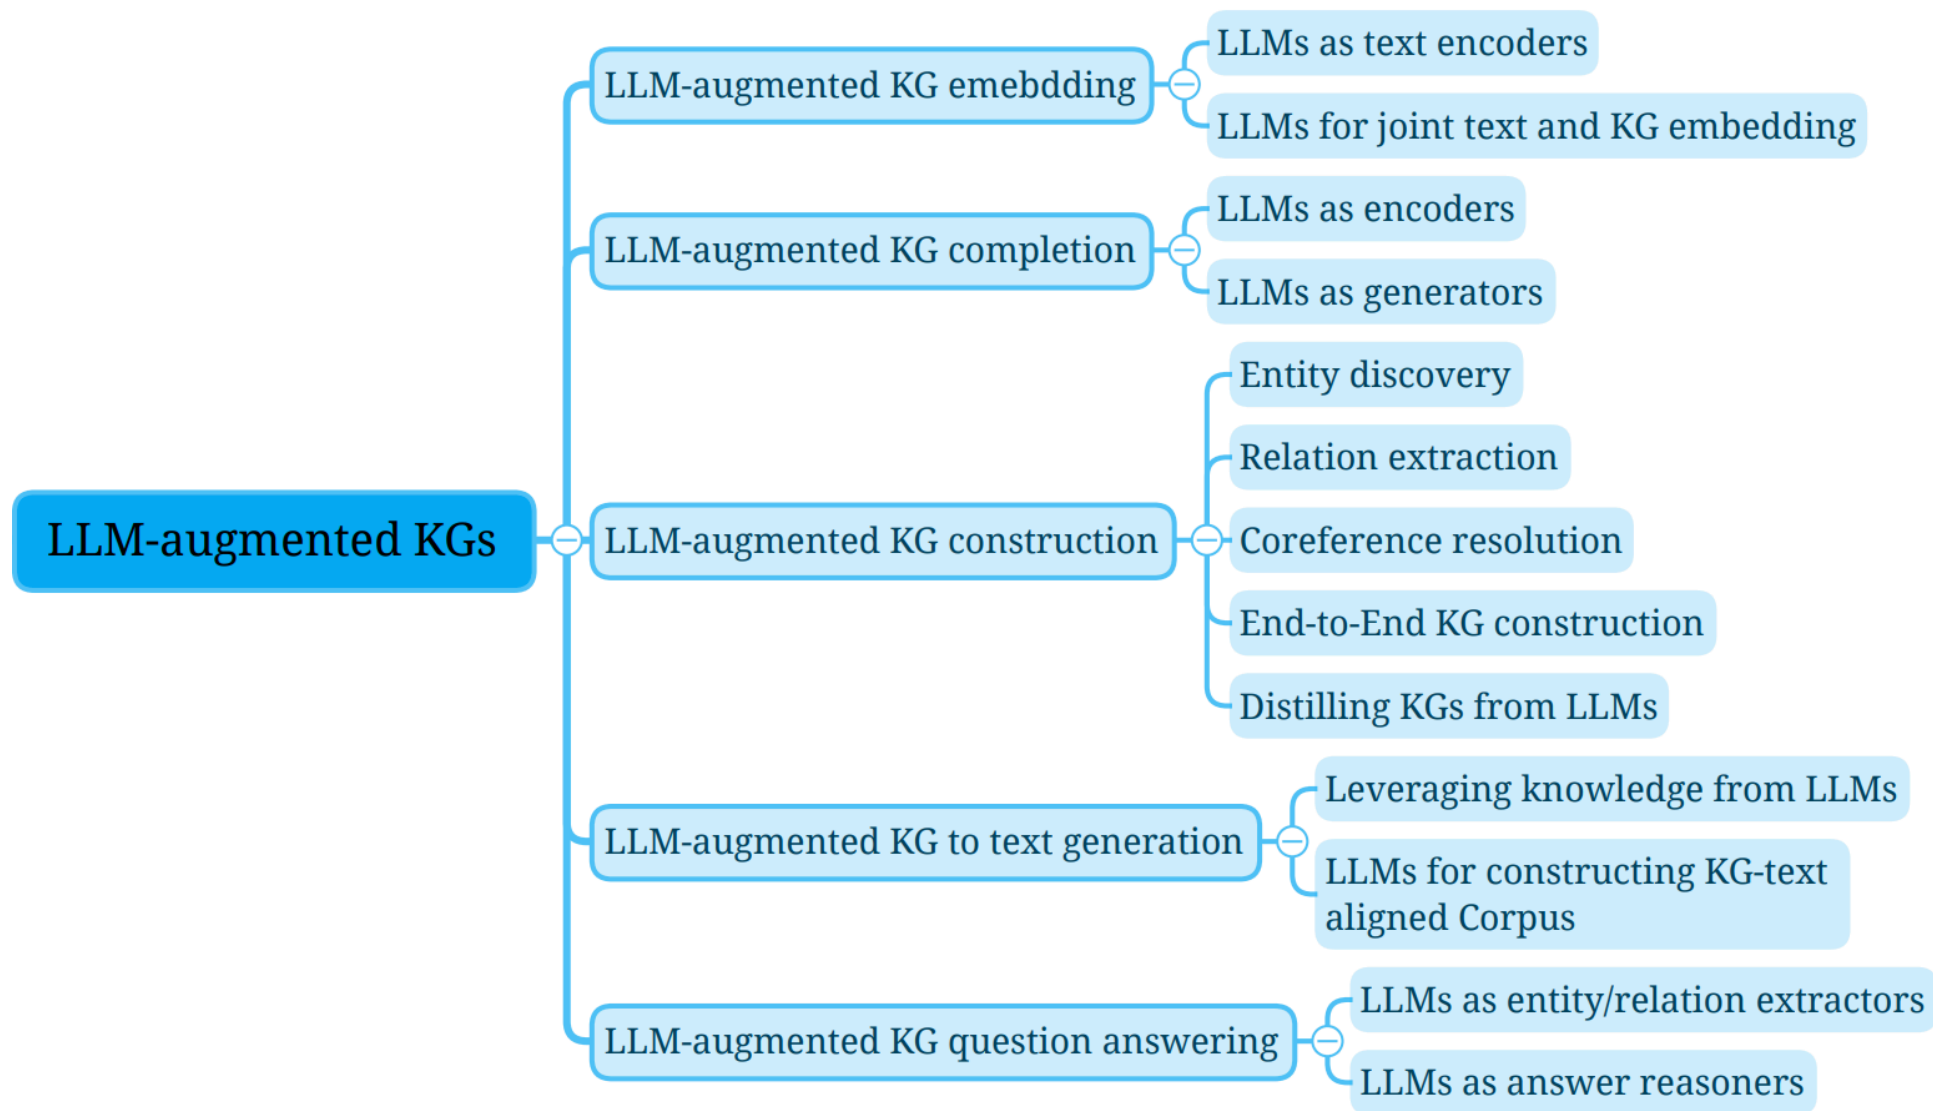 LLM-augmented KGs
LLM-augmented KG emebdding
LLMs as text encoders
LLMs for joint text and KG embedding
LLM-augmented KG completion
LLMs as encoders
LLMs as generators
LLM-augmented KG construction
Entity discovery
Relation extraction
Coreference resolution
End-to-End KG construction
Distilling KGs from LLMs
LLM-augmented KG to text generation
Leveraging knowledge from LLMs
LLMs for constructing KG-text
aligned Corpus
LLM-augmented KG question answering
LLMs as entity/relation extractors
LLMs as answer reasoners